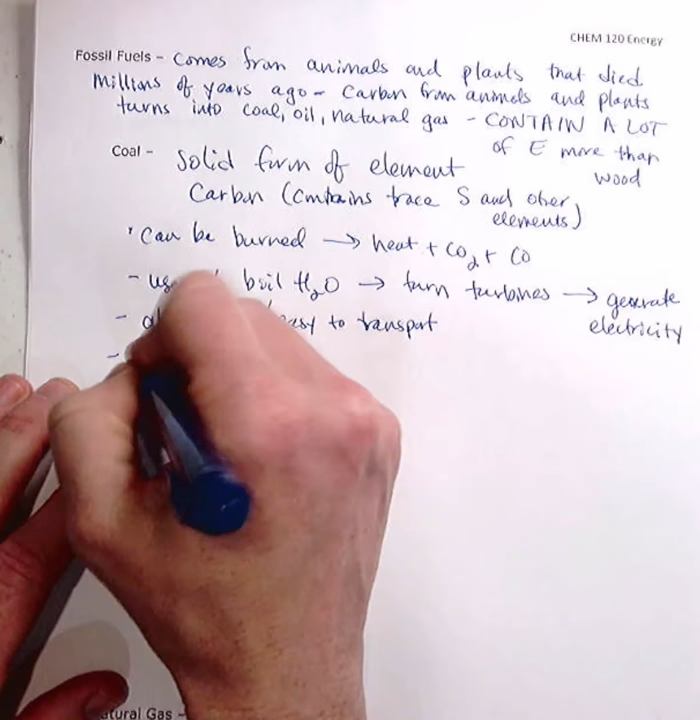 CHEM 120 Energy
Fossil Fuels - comes from animals and plants that died
Millions of years ago - Carbon from animals and plants
turns into coal, oil, natural gas - CONTAIN A LOT
of E more than
wood
Coal - solid form of element
Carbon (contains trace S and other
elements)
• Can be burned → heat + CO₂ + CO
- boil H₂O → turn turbines → generate
electricity
- to transport
-
Gas -